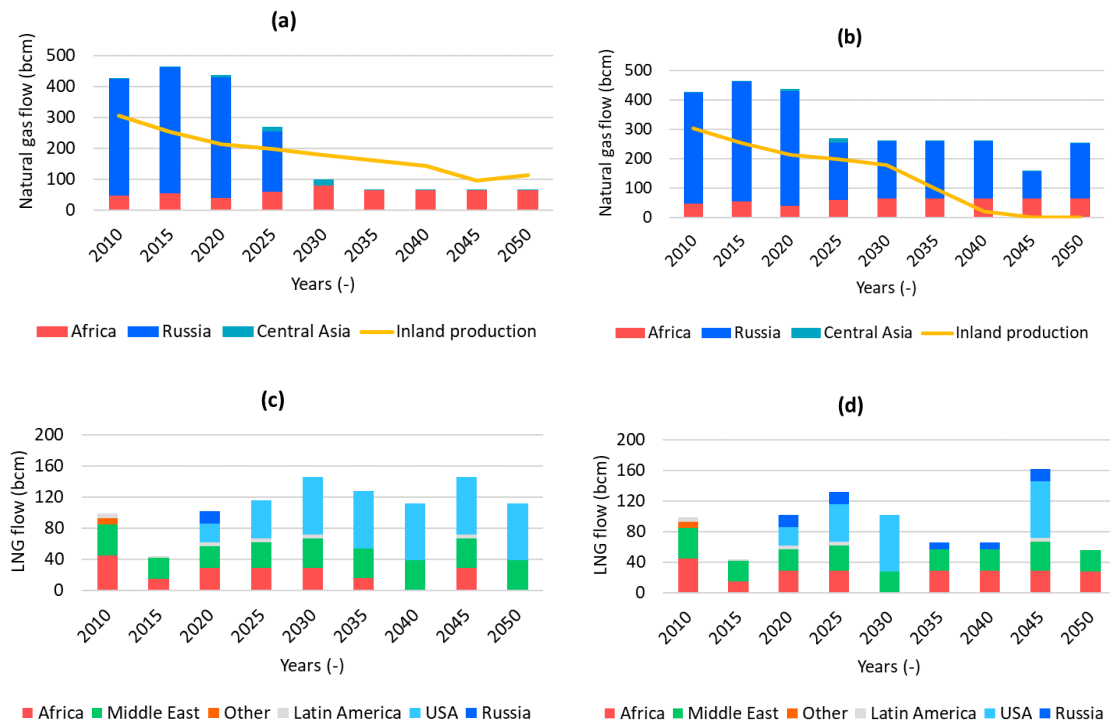 (a)
Natural gas flow (bcm)
500
400
300
200
100
0
2010 2015 2020 2025 2030 2035 2040 2045 2050
Years (-)
Africa Russia Central Asia Inland production
(b)
Natural gas flow (bcm)
500
400
300
200
100
0
2010 2015 2020 2025 2030 2035 2040 2045 2050
Years (-)
Africa Russia Central Asia Inland production
(c)
LNG flow (bcm)
200
160
120
80
40
0
2010 2015 2020 2025 2030 2035 2040 2045 2050
Years (-)
Africa Middle East Other Latin America USA Russia
(d)
LNG flow (bcm)
200
160
120
80
40
0
2010 2015 2020 2025 2030 2035 2040 2045 2050
Years (-)
Africa Middle East Other Latin America USA Russia